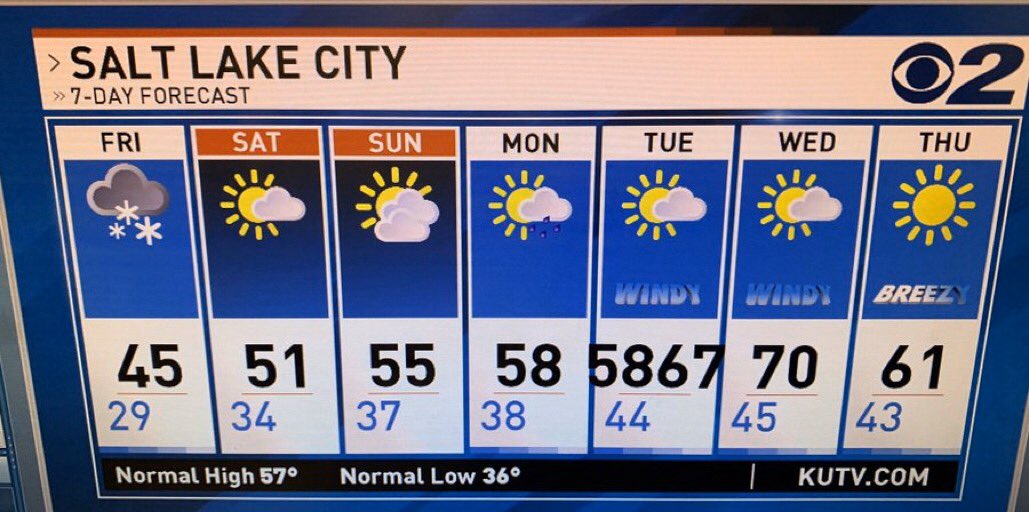 > SALT LAKE CITY
2
» 7-DAY FORECAST
FRI SAT SUN MON TUE WED THU
WINDY WINDY BREEZY
45 51 55 58 5867 70 61
29 34 37 38 44 45 43
Normal High 57° Normal Low 36° | KUTV.COM